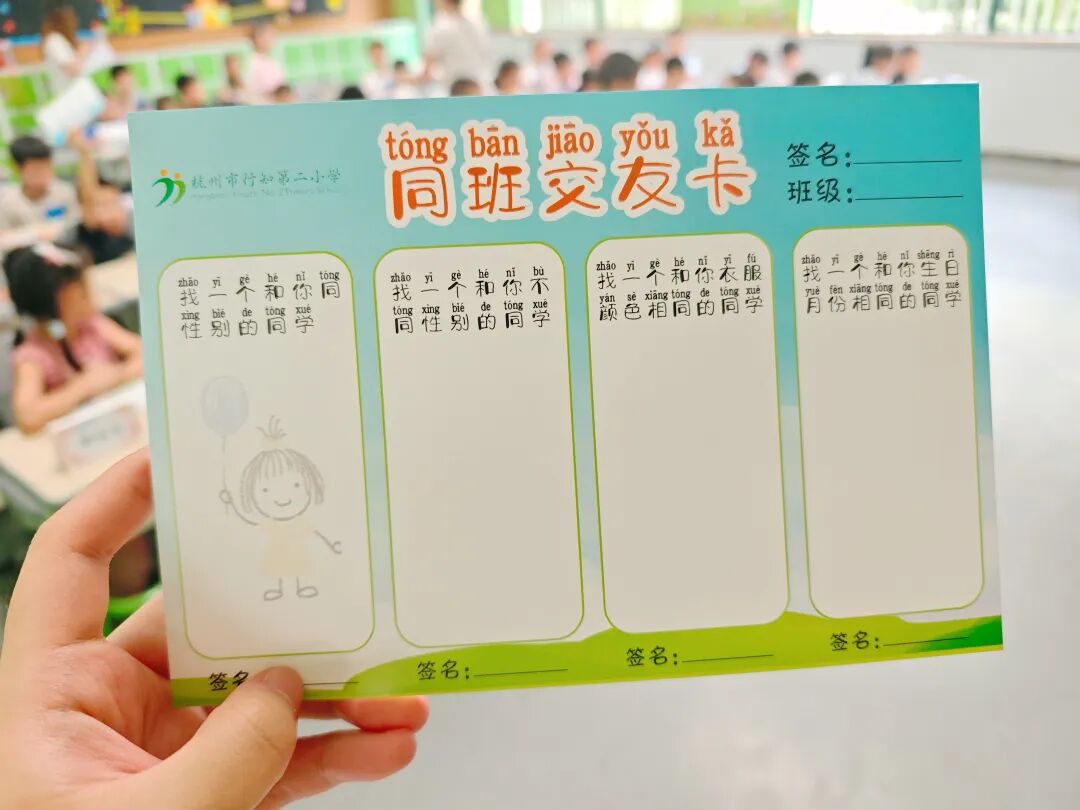 tóng bān jiāo yǒu kǎ
同班交友卡
杭州市行知第二小学
签名:
班级:
zhǎo yī gè hé nǐ tóng
找一个和你同
xìng bié de tóng xué
性别的同学
zhǎo yī gè hé nǐ bù
找一个和你不
tóng xìng bié de tóng xué
同性别的同学
zhǎo yī gè hé nǐ yī fú
找一个和你衣服
yán sè xiāng tóng de tóng xué
颜色相同的同学
zhǎo yī gè hé nǐ shēng rì
找一个和你生日
yuè fèn xiāng tóng de tóng xué
月份相同的同学
签名
签名:
签名:
签名: